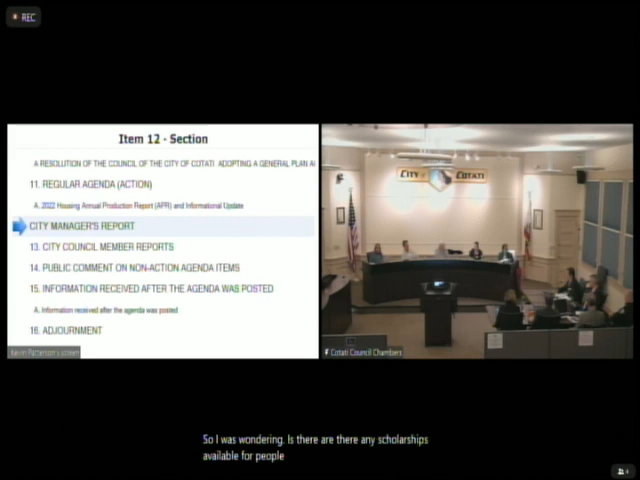 REC
Item 12 - Section
A RESOLUTION OF THE COUNCIL OF THE CITY OF COTATI ADOPTING A GENERAL PLAN A
11. REGULAR AGENDA (ACTION)
A. 2022 Housing Annual Production Report (APR) and Informational Update
CITY MANAGER'S REPORT
13. CITY COUNCIL MEMBER REPORTS
14. PUBLIC COMMENT ON NON-ACTION AGENDA ITEMS
15. INFORMATION RECEIVED AFTER THE AGENDA WAS POSTED
A. Information received after the agenda was posted
16. ADJOURNMENT
Kevin Patterson's screen
CITY OF COTATI
Cotati Council Chambers
So I was wondering. Is there are there any scholarships
available for people